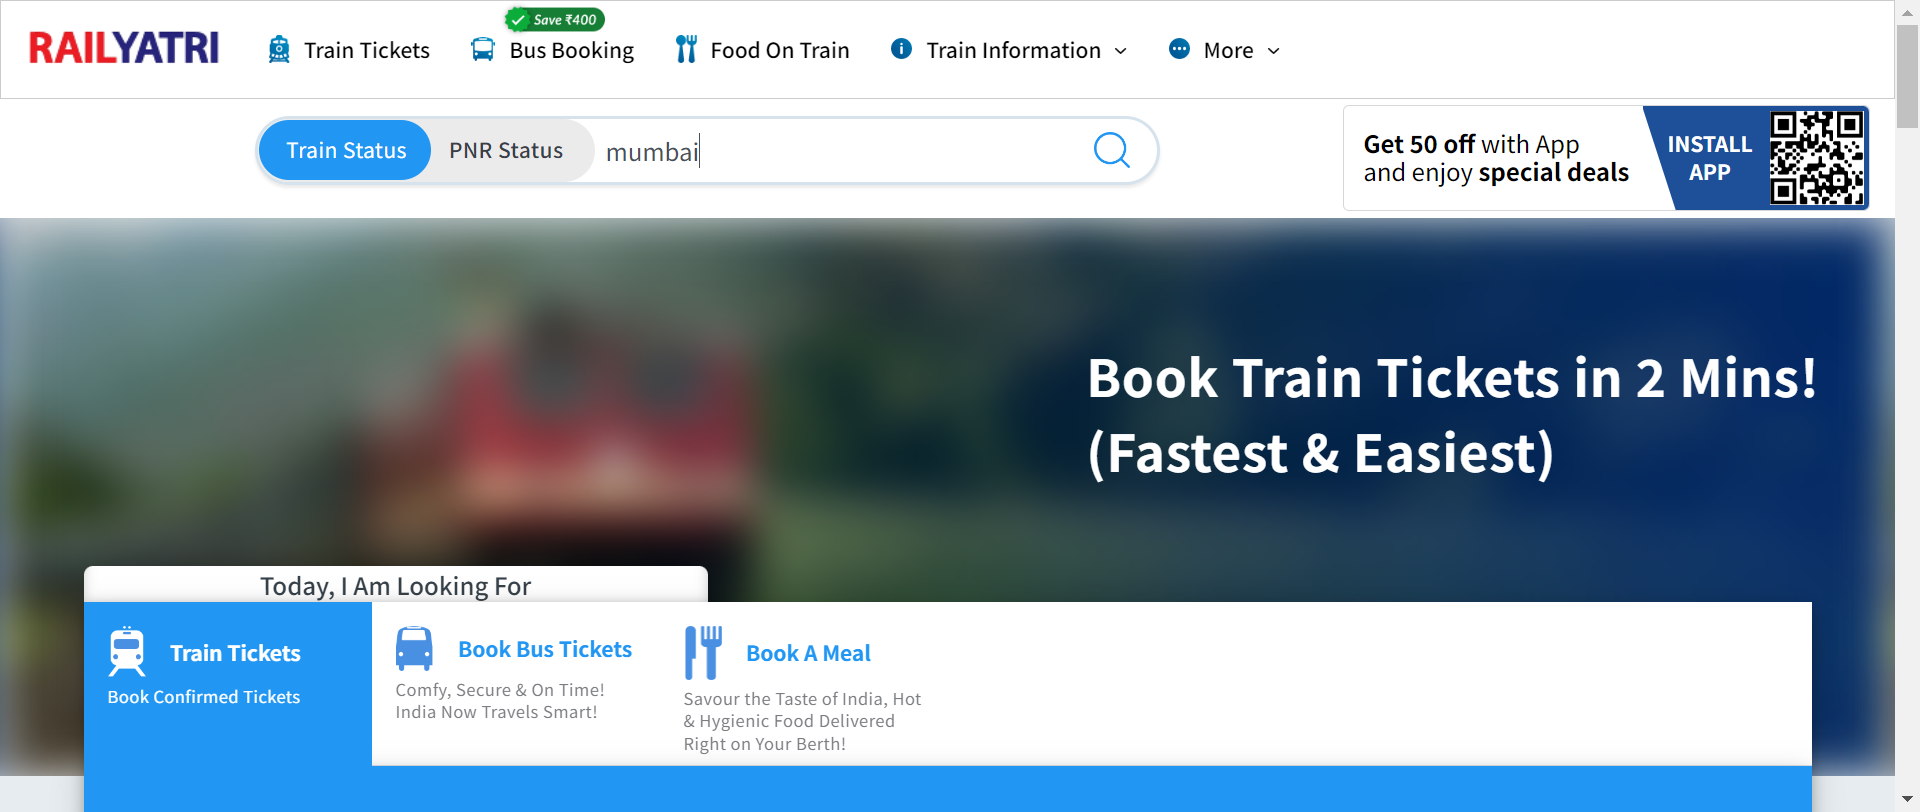 RAILYATRI
Train Tickets
Save ₹400
Bus Booking
Food On Train
Train Information
More
Train Status
PNR Status
mumbai
Get 50 off with App
and enjoy special deals
INSTALL
APP
Book Train Tickets in 2 Mins!
(Fastest & Easiest)
Today, I Am Looking For
Train Tickets
Book Confirmed Tickets
Book Bus Tickets
Comfy, Secure & On Time!
India Now Travels Smart!
Book A Meal
Savour the Taste of India, Hot
& Hygienic Food Delivered
Right on Your Berth!